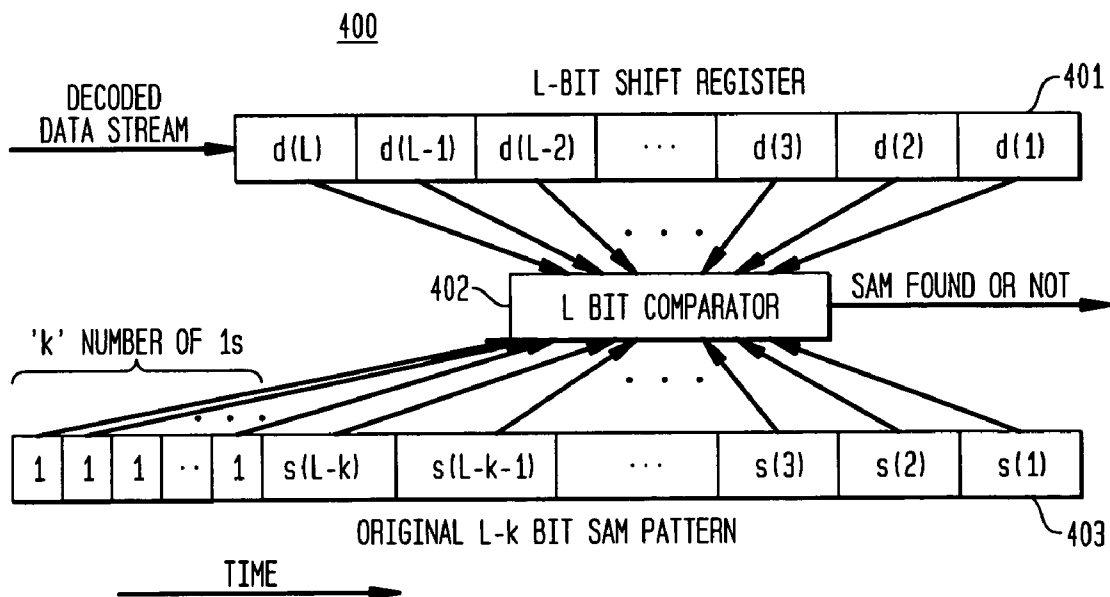 400
L-BIT SHIFT REGISTER
401
DECODED
DATA STREAM
d(L) d(L-1) d(L-2) ... d(3) d(2) d(1)
. . .
402
L BIT COMPARATOR
SAM FOUND OR NOT
'k' NUMBER OF 1s
. . .
. . .
1 1 1 .. 1 s(L-k) s(L-k-1) ... s(3) s(2) s(1)
ORIGINAL L-k BIT SAM PATTERN
403
TIME